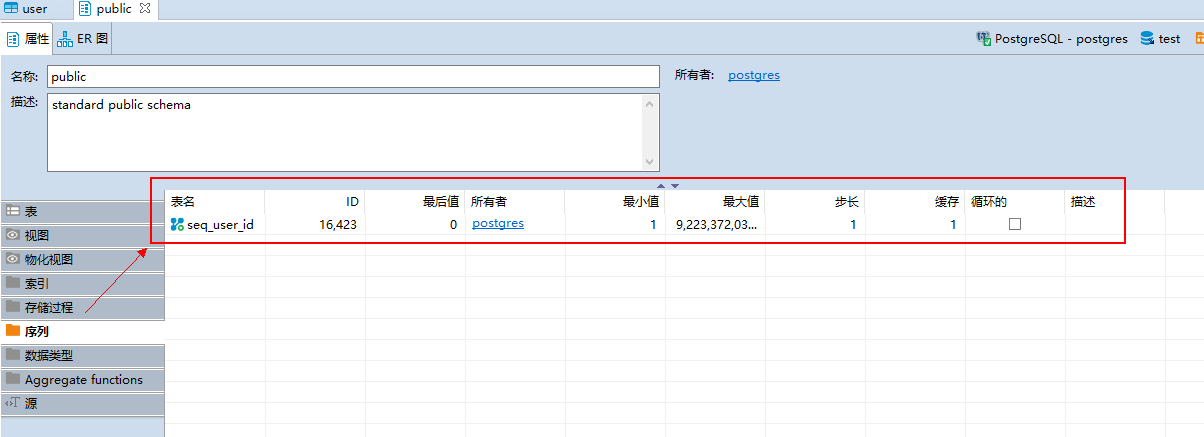 user public
属性 ER 图 PostgreSQL - postgres test
名称: public 所有者: postgres
描述: standard public schema
表名 ID 最后值 所有者 最小值 最大值 步长 缓存 循环的 描述
seq_user_id 16,423 0 postgres 1 9,223,372,03... 1 1
表
视图
物化视图
索引
存储过程
序列
数据类型
Aggregate functions
源